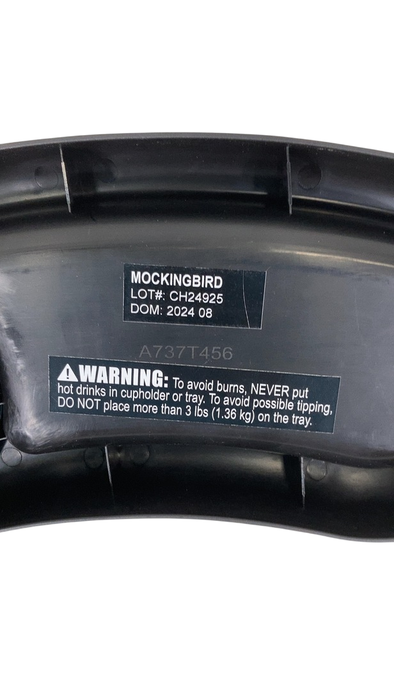 MOCKINGBIRD
LOT#: CH24925
DOM: 2024 08
A737T456
WARNING: To avoid burns, NEVER put
hot drinks in cupholder or tray. To avoid possible tipping,
DO NOT place more than 3 lbs (1.36 kg) on the tray.